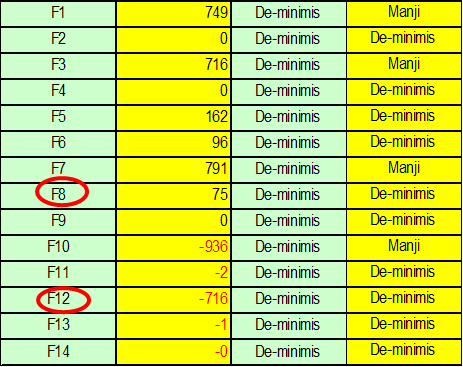 F1 749 De-minimis Manji
F2 0 De-minimis De-minimis
F3 716 De-minimis Manji
F4 0 De-minimis De-minimis
F5 162 De-minimis De-minimis
F6 96 De-minimis De-minimis
F7 791 De-minimis Manji
F8 75 De-minimis De-minimis
F9 0 De-minimis De-minimis
F10 -936 De-minimis Manji
F11 -2 De-minimis De-minimis
F12 -716 De-minimis De-minimis
F13 -1 De-minimis De-minimis
F14 -0 De-minimis De-minimis